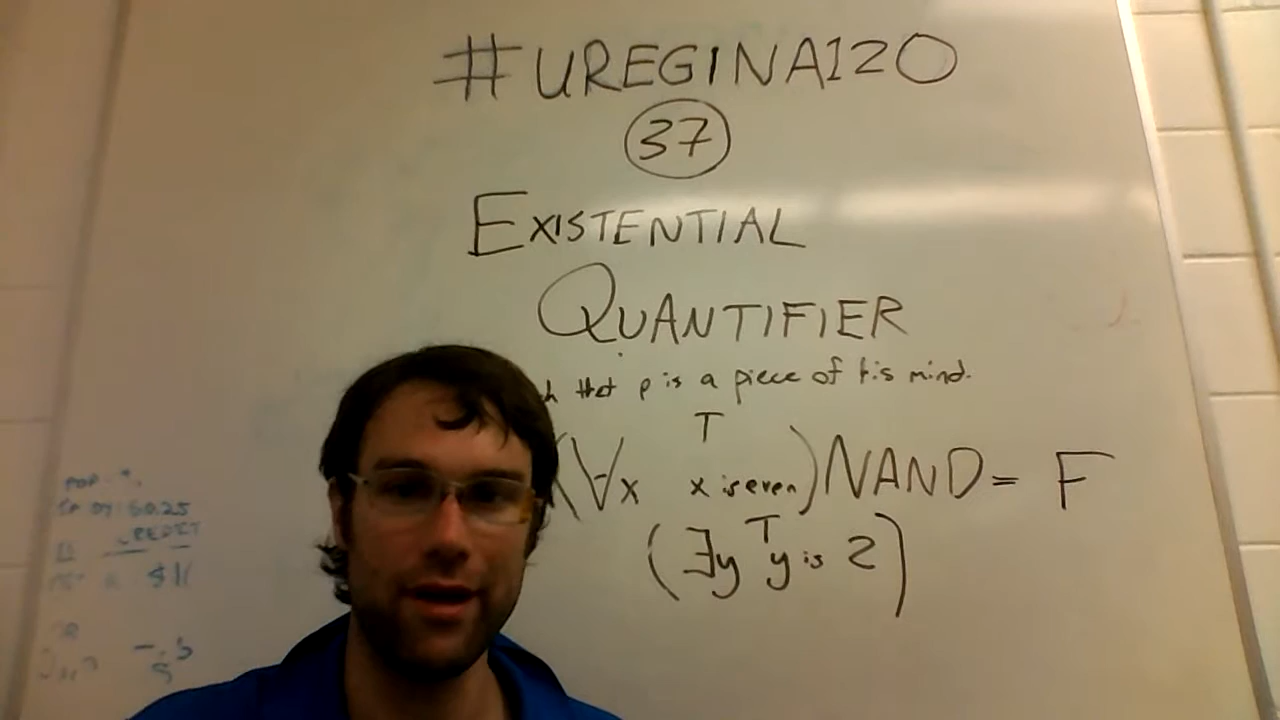 #UREGINA120
37
EXISTENTIAL
QUANTIFIER
that p is a piece of his mind.
T
(∀x x is even) NAND = F
T
(∃y y is 2)